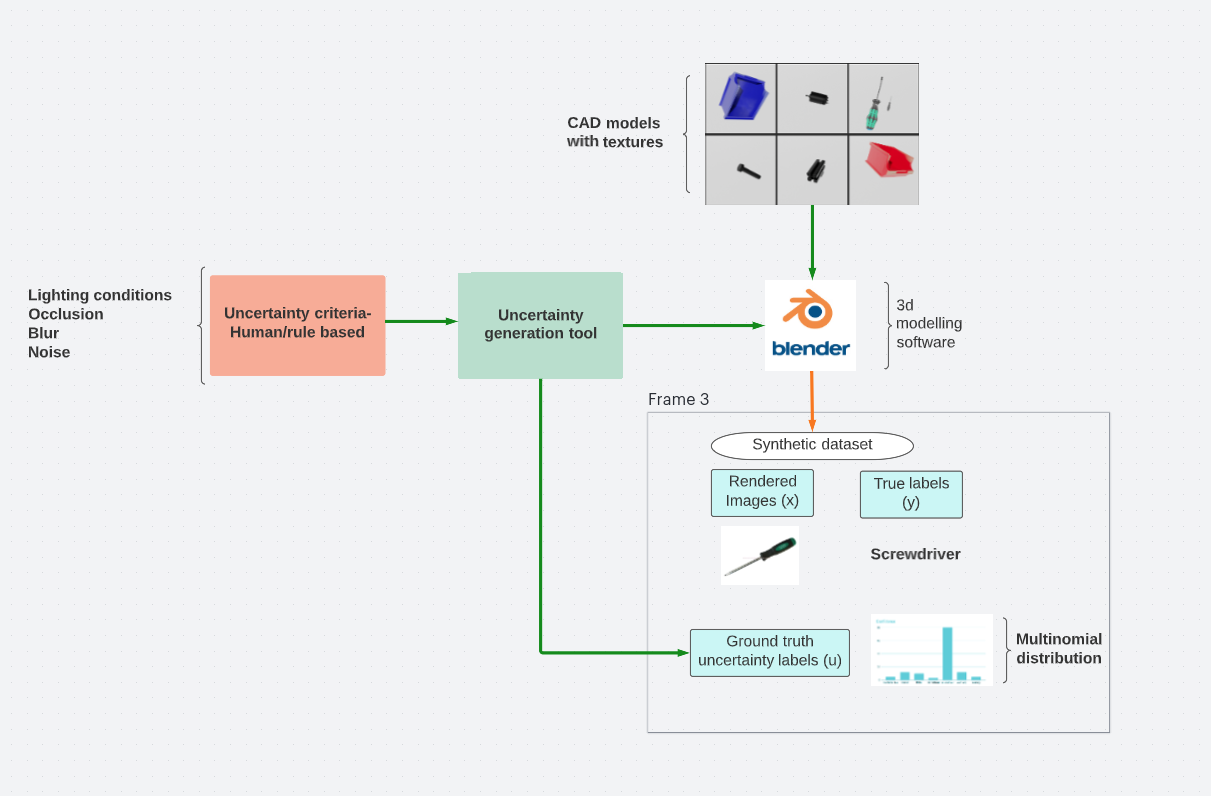 CAD models
with textures
Lighting conditions
Occlusion
Blur
Noise
Uncertainty criteria-
Human/rule based
Uncertainty
generation tool
blender
3d
modelling
software
Frame 3
Synthetic dataset
Rendered
Images (x)
True labels
(y)
Screwdriver
Ground truth
uncertainty labels (u)
Multinomial
distribution